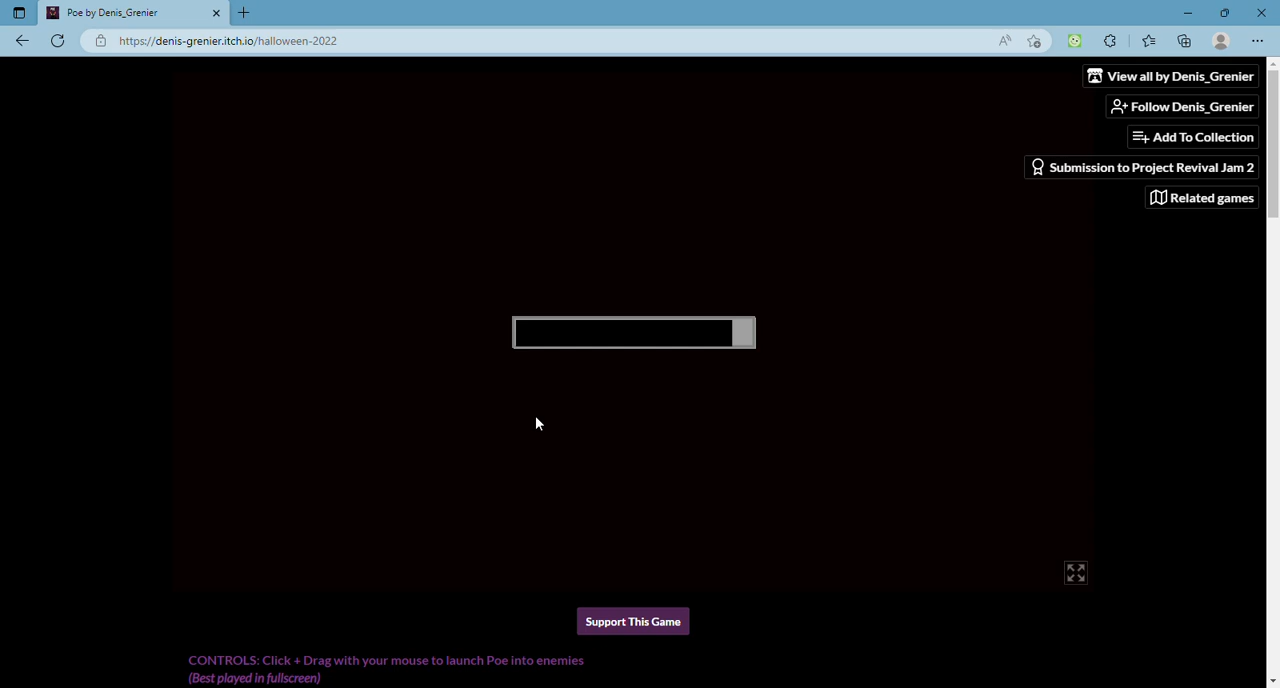 Poe by Denis_Grenier
https://denis-grenier.itch.io/halloween-2022
View all by Denis_Grenier
Follow Denis_Grenier
Add To Collection
Submission to Project Revival Jam 2
Related games
Support This Game
CONTROLS: Click + Drag with your mouse to launch Poe into enemies
(Best played in fullscreen)